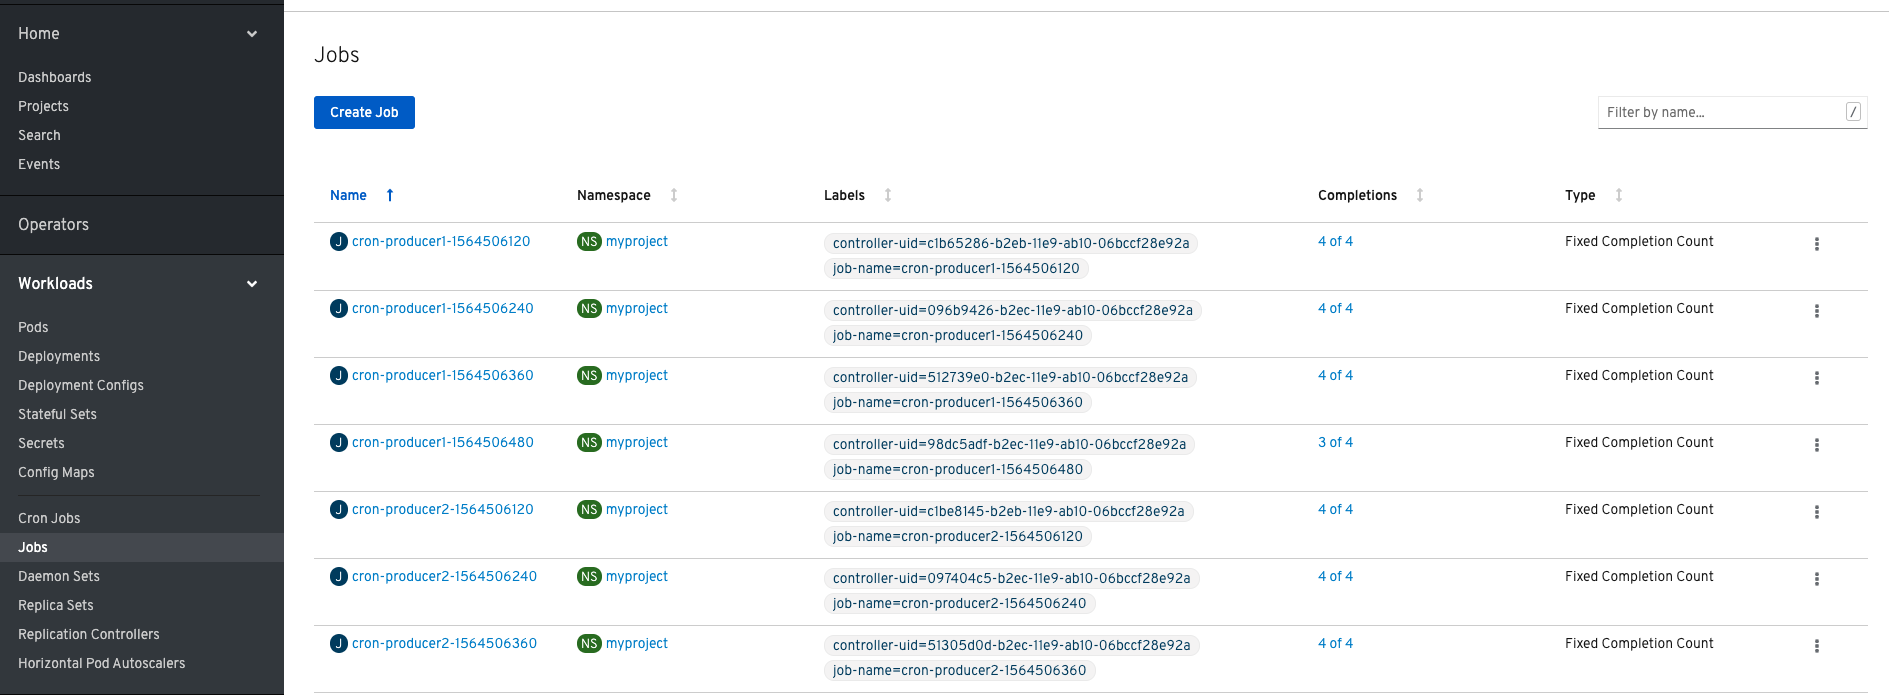 Home
Dashboards
Projects
Search
Events
Operators
Workloads
Pods
Deployments
Deployment Configs
Stateful Sets
Secrets
Config Maps
Cron Jobs
Jobs
Daemon Sets
Replica Sets
Replication Controllers
Horizontal Pod Autoscalers
Jobs
Create Job
Filter by name... /
Name Namespace Labels Completions Type
J cron-producer1-1564506120 NS myproject controller-uid=c1b65286-b2eb-11e9-ab10-06bccf28e92a 4 of 4 Fixed Completion Count
job-name=cron-producer1-1564506120
J cron-producer1-1564506240 NS myproject controller-uid=096b9426-b2ec-11e9-ab10-06bccf28e92a 4 of 4 Fixed Completion Count
job-name=cron-producer1-1564506240
J cron-producer1-1564506360 NS myproject controller-uid=512739e0-b2ec-11e9-ab10-06bccf28e92a 4 of 4 Fixed Completion Count
job-name=cron-producer1-1564506360
J cron-producer1-1564506480 NS myproject controller-uid=98dc5adf-b2ec-11e9-ab10-06bccf28e92a 3 of 4 Fixed Completion Count
job-name=cron-producer1-1564506480
J cron-producer2-1564506120 NS myproject controller-uid=c1be8145-b2eb-11e9-ab10-06bccf28e92a 4 of 4 Fixed Completion Count
job-name=cron-producer2-1564506120
J cron-producer2-1564506240 NS myproject controller-uid=097404c5-b2ec-11e9-ab10-06bccf28e92a 4 of 4 Fixed Completion Count
job-name=cron-producer2-1564506240
J cron-producer2-1564506360 NS myproject controller-uid=51305d0d-b2ec-11e9-ab10-06bccf28e92a 4 of 4 Fixed Completion Count
job-name=cron-producer2-1564506360